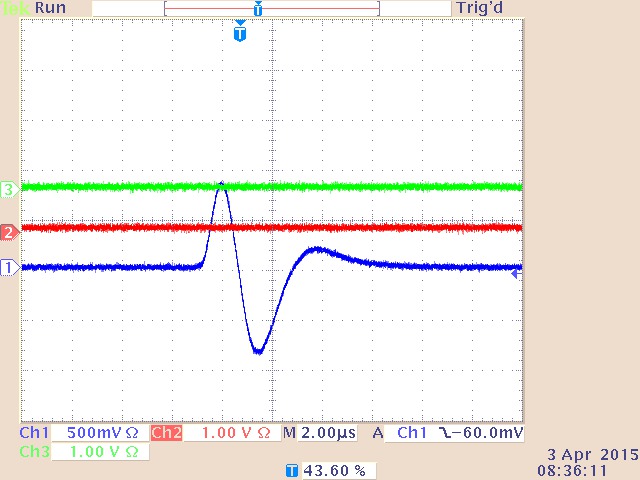 Tek Run Trig'd
T
T
3
2
1
Ch1 500mV Ω Ch2 1.00 V Ω M 2.00µs A Ch1 ㄟ −60.0mV
Ch3 1.00 V Ω
T 43.60 %
3 Apr 2015
08:36:11